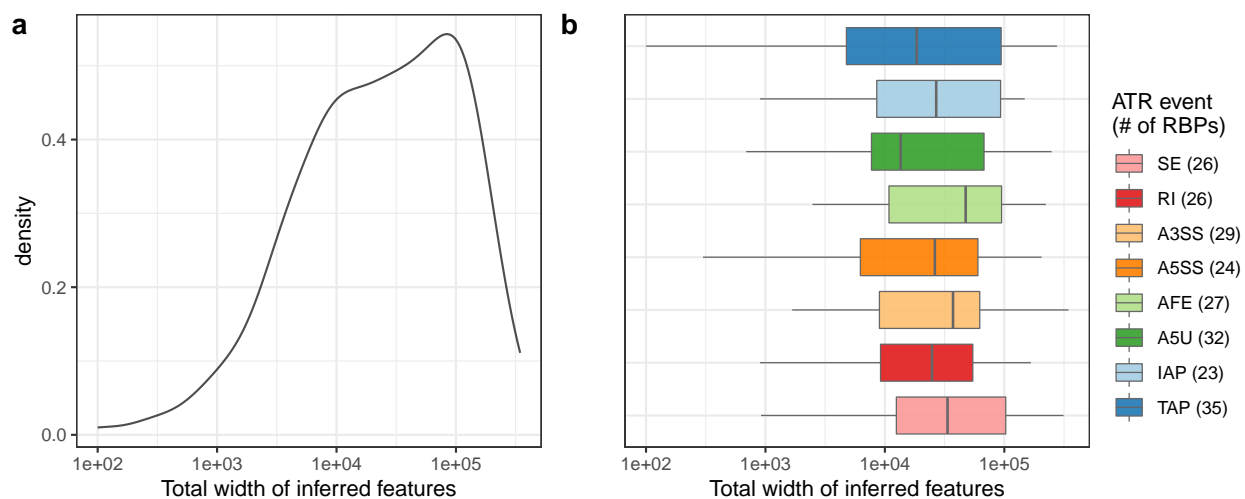 a
density
0.4
0.2
0.0
1e+02 1e+03 1e+04 1e+05
Total width of inferred features
b
1e+02 1e+03 1e+04 1e+05
Total width of inferred features
ATR event
(# of RBPs)
SE (26)
RI (26)
A3SS (29)
A5SS (24)
AFE (27)
A5U (32)
IAP (23)
TAP (35)